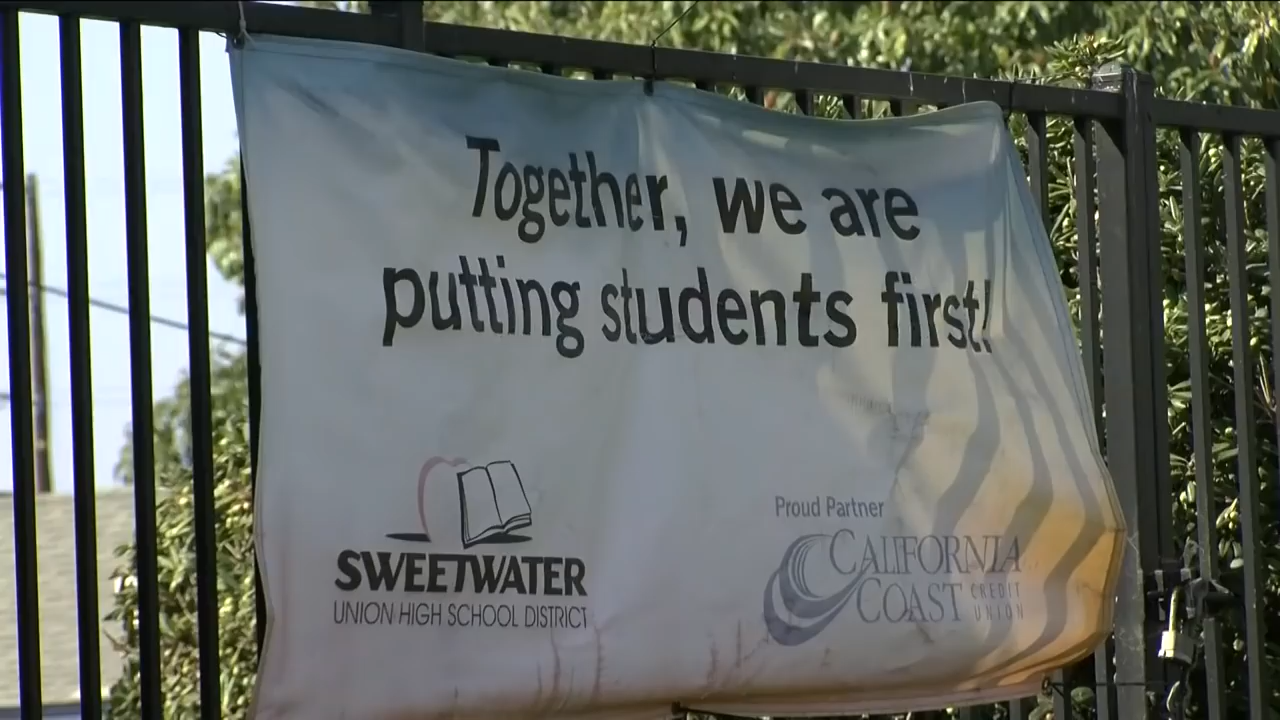 Together, we are
putting students first!
SWEETWATER
UNION HIGH SCHOOL DISTRICT
Proud Partner
CALIFORNIA
COAST CREDIT
UNION